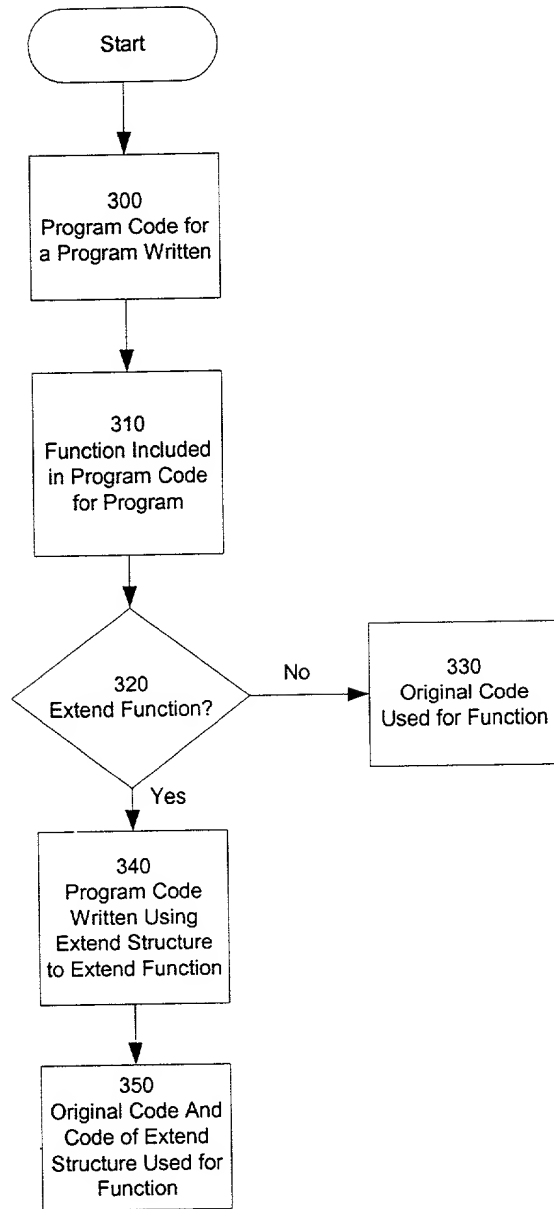 Start
300
Program Code for
a Program Written
310
Function Included
in Program Code
for Program
320
Extend Function?
No
330
Original Code
Used for Function
Yes
340
Program Code
Written Using
Extend Structure
to Extend Function
350
Original Code And
Code of Extend
Structure Used for
Function